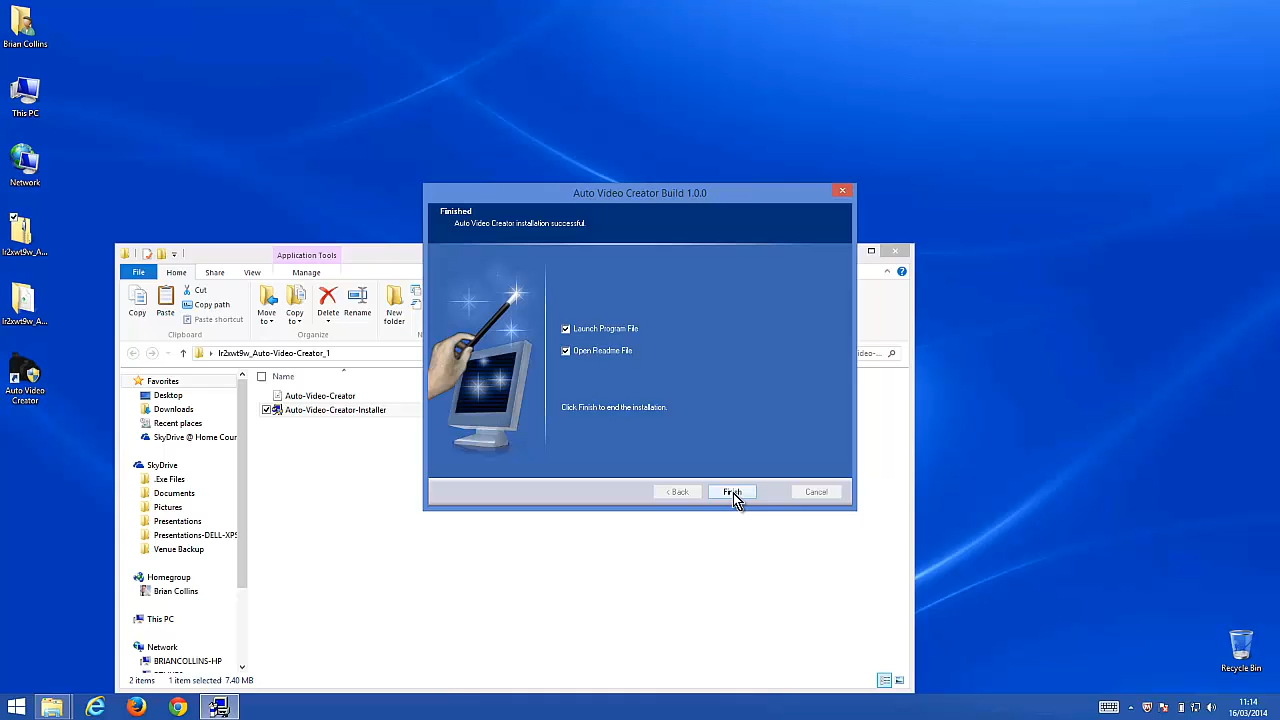 Brian Collins
This PC
Network
lr2xwt9w_A...
lr2xwt9w_A...
Auto Video
Creator
Application Tools
File
Home
Share
View
Manage
Copy
Paste
Cut
Copy path
Paste shortcut
Clipboard
Move
to
Copy
to
Delete
Rename
Organize
New
folder
lr2xwt9w_Auto-Video-Creator_1
ideo-...
Favorites
Desktop
Downloads
Recent places
SkyDrive @ Home Cour
SkyDrive
.Exe Files
Documents
Pictures
Presentations
Presentations-DELL-XPS
Venue Backup
Homegroup
Brian Collins
This PC
Network
BRIANCOLLINS-HP
Name
Auto-Video-Creator
Auto-Video-Creator-Installer
2 items 1 item selected 7.40 MB
Auto Video Creator Build 1.0.0
Finished
Auto Video Creator installation successful.
Launch Program File
Open Readme File
Click Finish to end the installation.
< Back
Finish
Cancel
Recycle Bin
11:14
16/03/2014